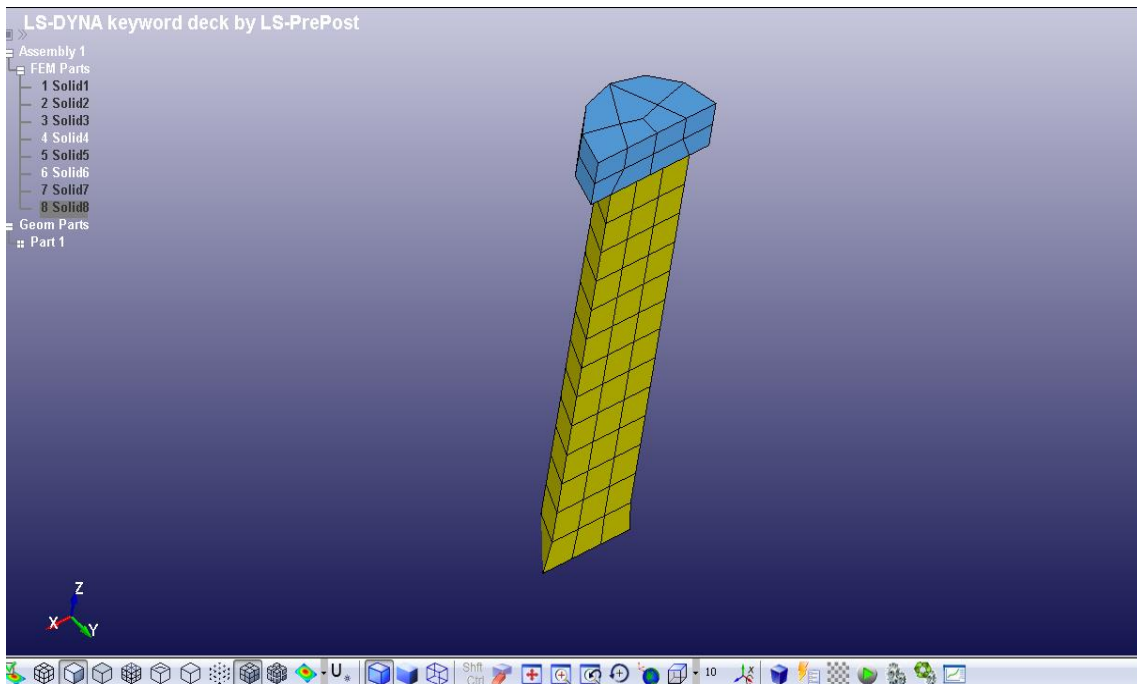 LS-DYNA keyword deck by LS-PrePost
Assembly 1
FEM Parts
1 Solid1
2 Solid2
3 Solid3
4 Solid4
5 Solid5
6 Solid6
7 Solid7
8 Solid8
Geom Parts
Part 1
Z
X
Y
U*
Shft
Ctrl
10